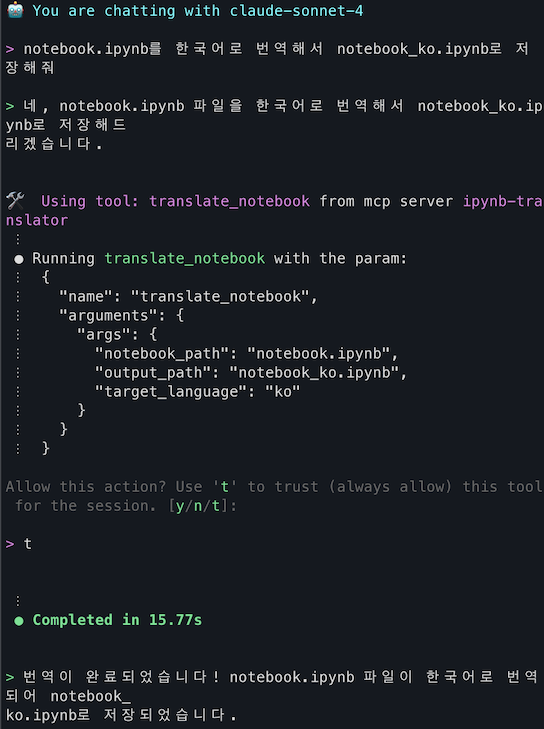 🤖 You are chatting with claude-sonnet-4
> notebook.ipynb를 한국어로 번역해서 notebook_ko.ipynb로 저
장해줘
> 네, notebook.ipynb 파일을 한국어로 번역해서 notebook_ko.ip
ynb로 저장해드
리겠습니다.
🛠️ Using tool: translate_notebook from mcp server ipynb-tra
nslator
⋮
● Running translate_notebook with the param:
⋮ {
⋮ "name": "translate_notebook",
⋮ "arguments": {
⋮ "args": {
⋮ "notebook_path": "notebook.ipynb",
⋮ "output_path": "notebook_ko.ipynb",
⋮ "target_language": "ko"
⋮ }
⋮ }
⋮ }
Allow this action? Use 't' to trust (always allow) this tool
for the session. [y/n/t]:
> t
⋮
● Completed in 15.77s
> 번역이 완료되었습니다! notebook.ipynb 파일이 한국어로 번역
되어 notebook_
ko.ipynb로 저장되었습니다.